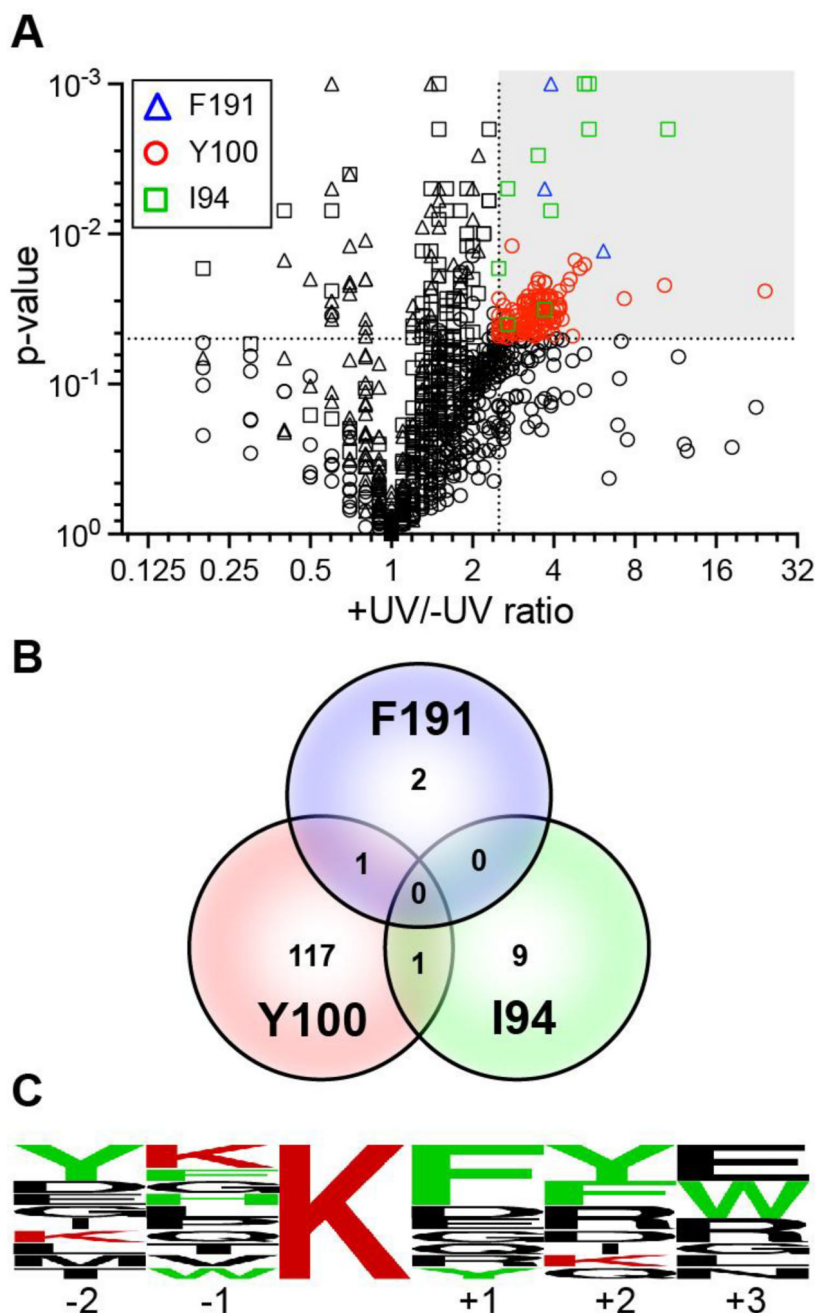 A
10⁻³
10⁻²
10⁻¹
10⁰
p-value
F191
Y100
I94
0.125 0.25 0.5 1 2 4 8 16 32
+UV/-UV ratio
B
F191
2
1
0
0
117
1
9
Y100
I94
C
Y K K F Y E
W
-2 -1 +1 +2 +3